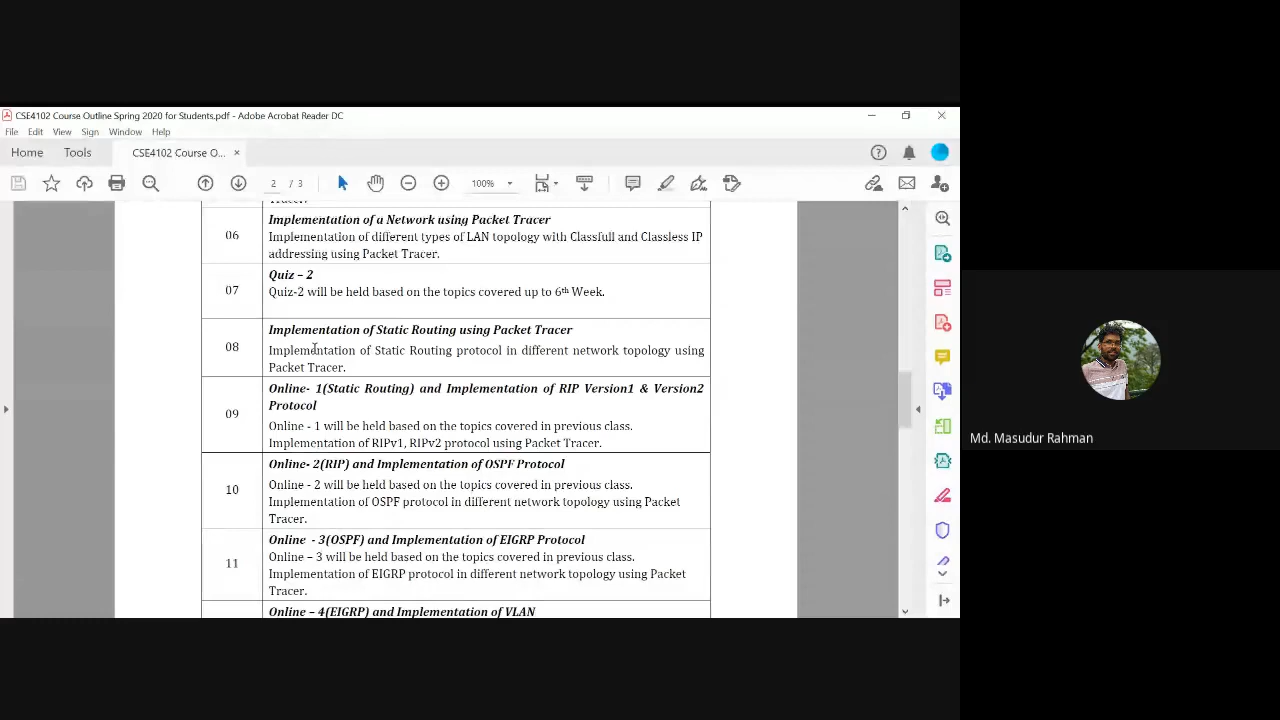 CSE4102 Course Outline Spring 2020 for Students.pdf - Adobe Acrobat Reader DC
File Edit View Sign Window Help
Home Tools CSE4102 Course O... ×
2 / 3 100%
Tracer.
06
Implementation of a Network using Packet Tracer
Implementation of different types of LAN topology with Classfull and Classless IP
addressing using Packet Tracer.
07
Quiz – 2
Quiz-2 will be held based on the topics covered up to 6th Week.
08
Implementation of Static Routing using Packet Tracer
Implementation of Static Routing protocol in different network topology using
Packet Tracer.
09
Online- 1(Static Routing) and Implementation of RIP Version1 & Version2
Protocol
Online - 1 will be held based on the topics covered in previous class.
Implementation of RIPv1, RIPv2 protocol using Packet Tracer.
10
Online- 2(RIP) and Implementation of OSPF Protocol
Online - 2 will be held based on the topics covered in previous class.
Implementation of OSPF protocol in different network topology using Packet
Tracer.
11
Online - 3(OSPF) and Implementation of EIGRP Protocol
Online – 3 will be held based on the topics covered in previous class.
Implementation of EIGRP protocol in different network topology using Packet
Tracer.
Online – 4(EIGRP) and Implementation of VLAN
Md. Masudur Rahman